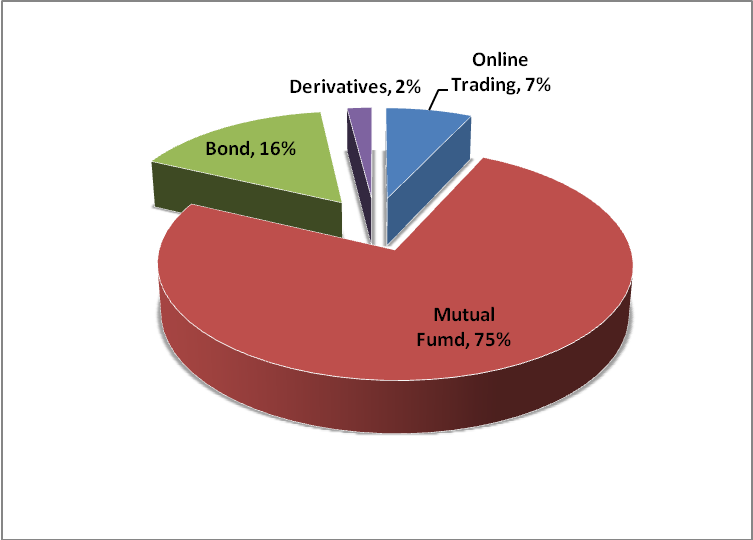 Online
Trading, 7%
Derivatives, 2%
Bond, 16%
Mutual
Fumd, 75%